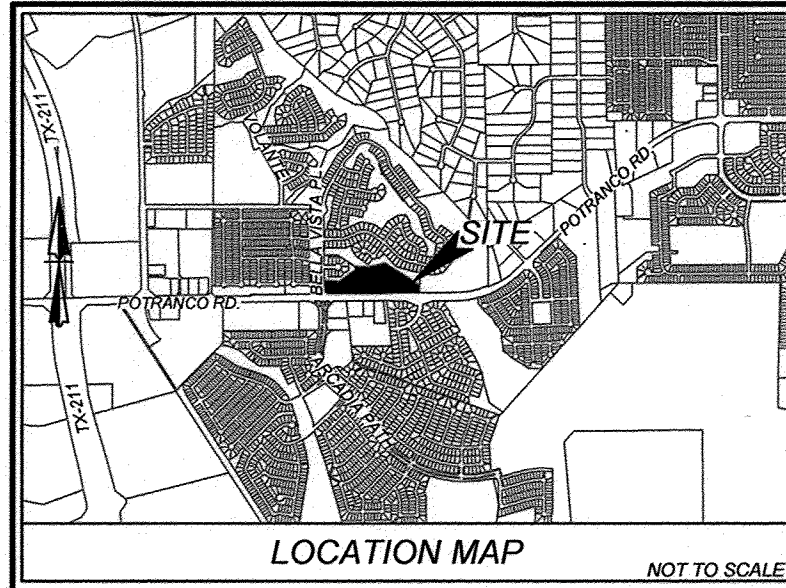 TX-211
VOLANTE
BELLA VISTA PL
SITE
POTRANCO RD
POTRANCO RD.
ARCADIA PATH
TX-211
LOCATION MAP
NOT TO SCALE